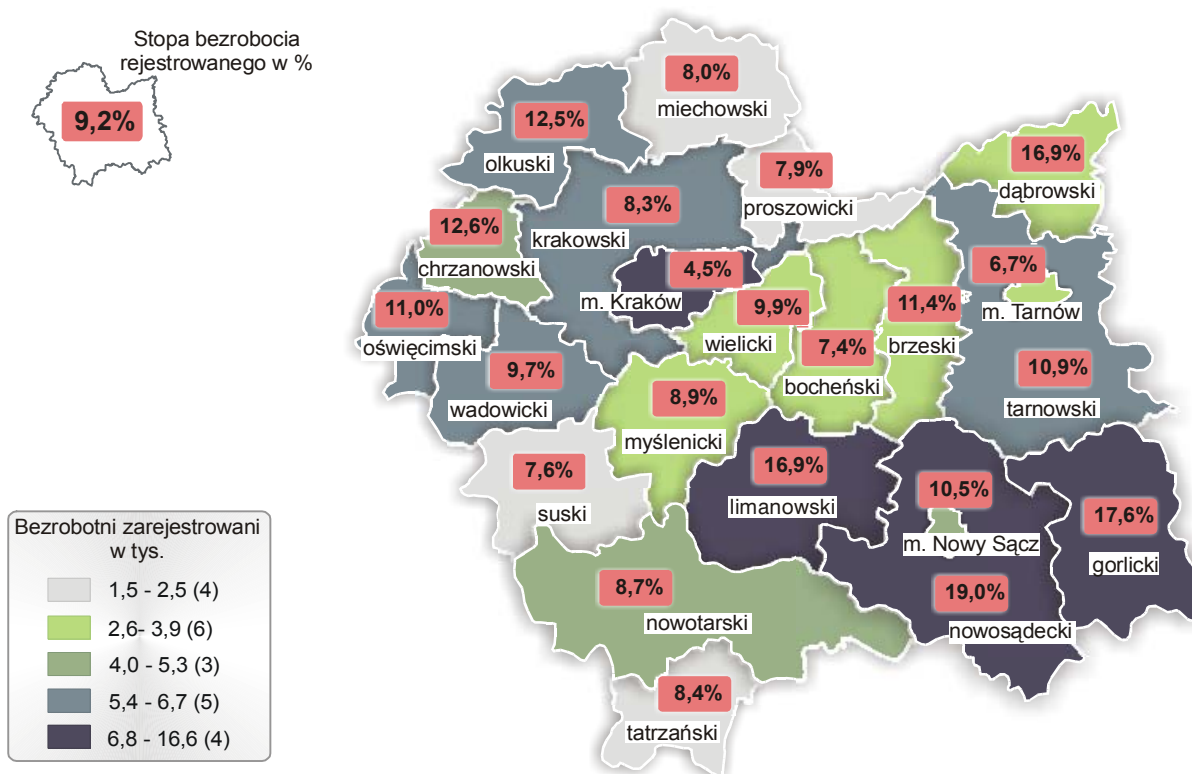 Stopa bezrobocia
rejestrowanego w %
9,2%
8,0%
miechowski
12,5%
olkuski
16,9%
dąbrowski
7,9%
proszowicki
8,3%
krakowski
12,6%
chrzanowski
4,5%
m. Kraków
6,7%
m. Tarnów
11,0%
oświęcimski
9,9%
wielicki
11,4%
brzeski
7,4%
bocheński
9,7%
wadowicki
10,9%
tarnowski
8,9%
myślenicki
7,6%
suski
16,9%
limanowski
10,5%
m. Nowy Sącz
17,6%
gorlicki
8,7%
nowotarski
19,0%
nowosądecki
8,4%
tatrzański
Bezrobotni zarejestrowani
w tys.
1,5 - 2,5 (4)
2,6- 3,9 (6)
4,0 - 5,3 (3)
5,4 - 6,7 (5)
6,8 - 16,6 (4)